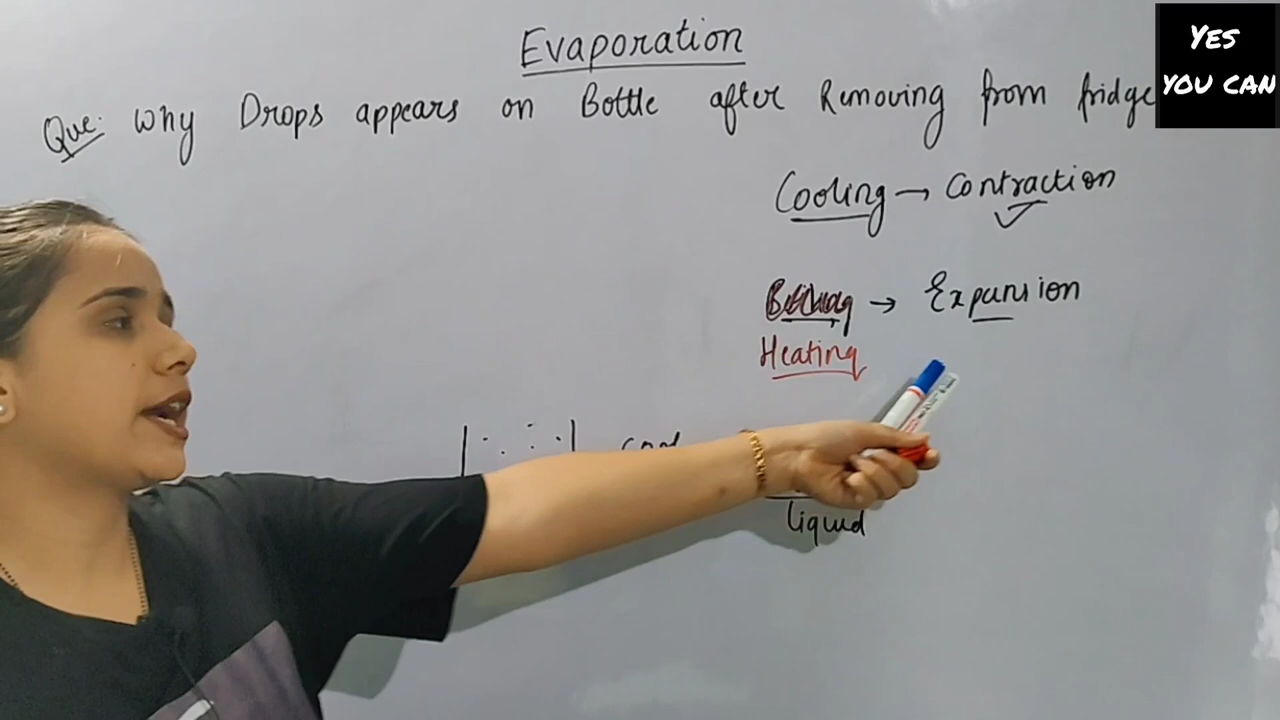 Evaporation
YES
YOU CAN
Que: Why Drops appears on Bottle after Removing from fridge
Cooling → Contraction
→ Expansion
Heating
liquid